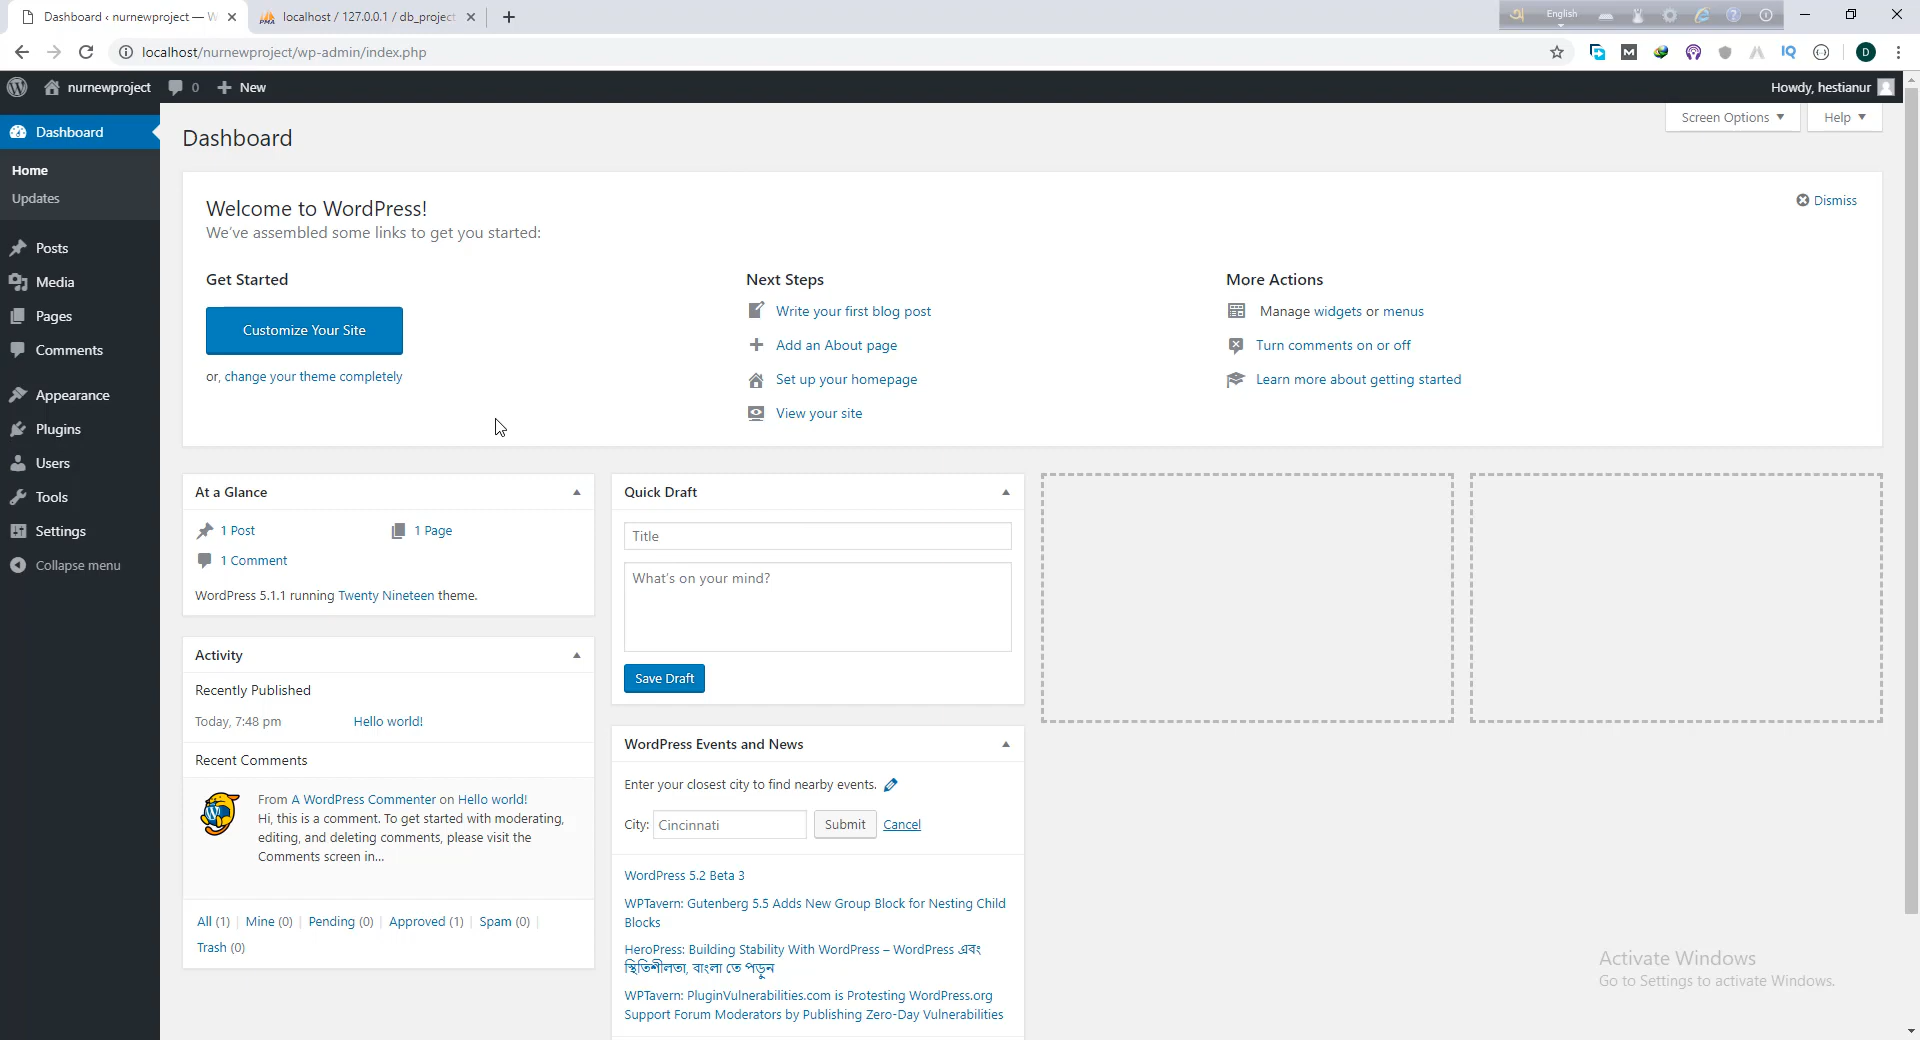 Dashboard ‹ nurnewproject — W
localhost / 127.0.0.1 / db_project
English
localhost/nurnewproject/wp-admin/index.php
M
IQ
D
nurnewproject
0
New
Howdy, hestianur
Dashboard
Home
Updates
Posts
Media
Pages
Comments
Appearance
Plugins
Users
Tools
Settings
Collapse menu
Dashboard
Screen Options
Help
Welcome to WordPress!
Dismiss
We've assembled some links to get you started:
Get Started
Customize Your Site
or, change your theme completely
Next Steps
Write your first blog post
Add an About page
Set up your homepage
View your site
More Actions
Manage widgets or menus
Turn comments on or off
Learn more about getting started
At a Glance
1 Post
1 Page
1 Comment
WordPress 5.1.1 running Twenty Nineteen theme.
Activity
Recently Published
Today, 7:48 pm
Hello world!
Recent Comments
From A WordPress Commenter on Hello world!
Hi, this is a comment. To get started with moderating,
editing, and deleting comments, please visit the
Comments screen in...
All (1) | Mine (0) | Pending (0) | Approved (1) | Spam (0) |
Trash (0)
Quick Draft
Title
What's on your mind?
Save Draft
WordPress Events and News
Enter your closest city to find nearby events.
City:
Cincinnati
Submit
Cancel
WordPress 5.2 Beta 3
WPTavern: Gutenberg 5.5 Adds New Group Block for Nesting Child
Blocks
HeroPress: Building Stability With WordPress – WordPress এবং
স্থিতিশীলতা, বাংলা তে পড়ুন
WPTavern: PluginVulnerabilities.com is Protesting WordPress.org
Support Forum Moderators by Publishing Zero-Day Vulnerabilities
Activate Windows
Go to Settings to activate Windows.